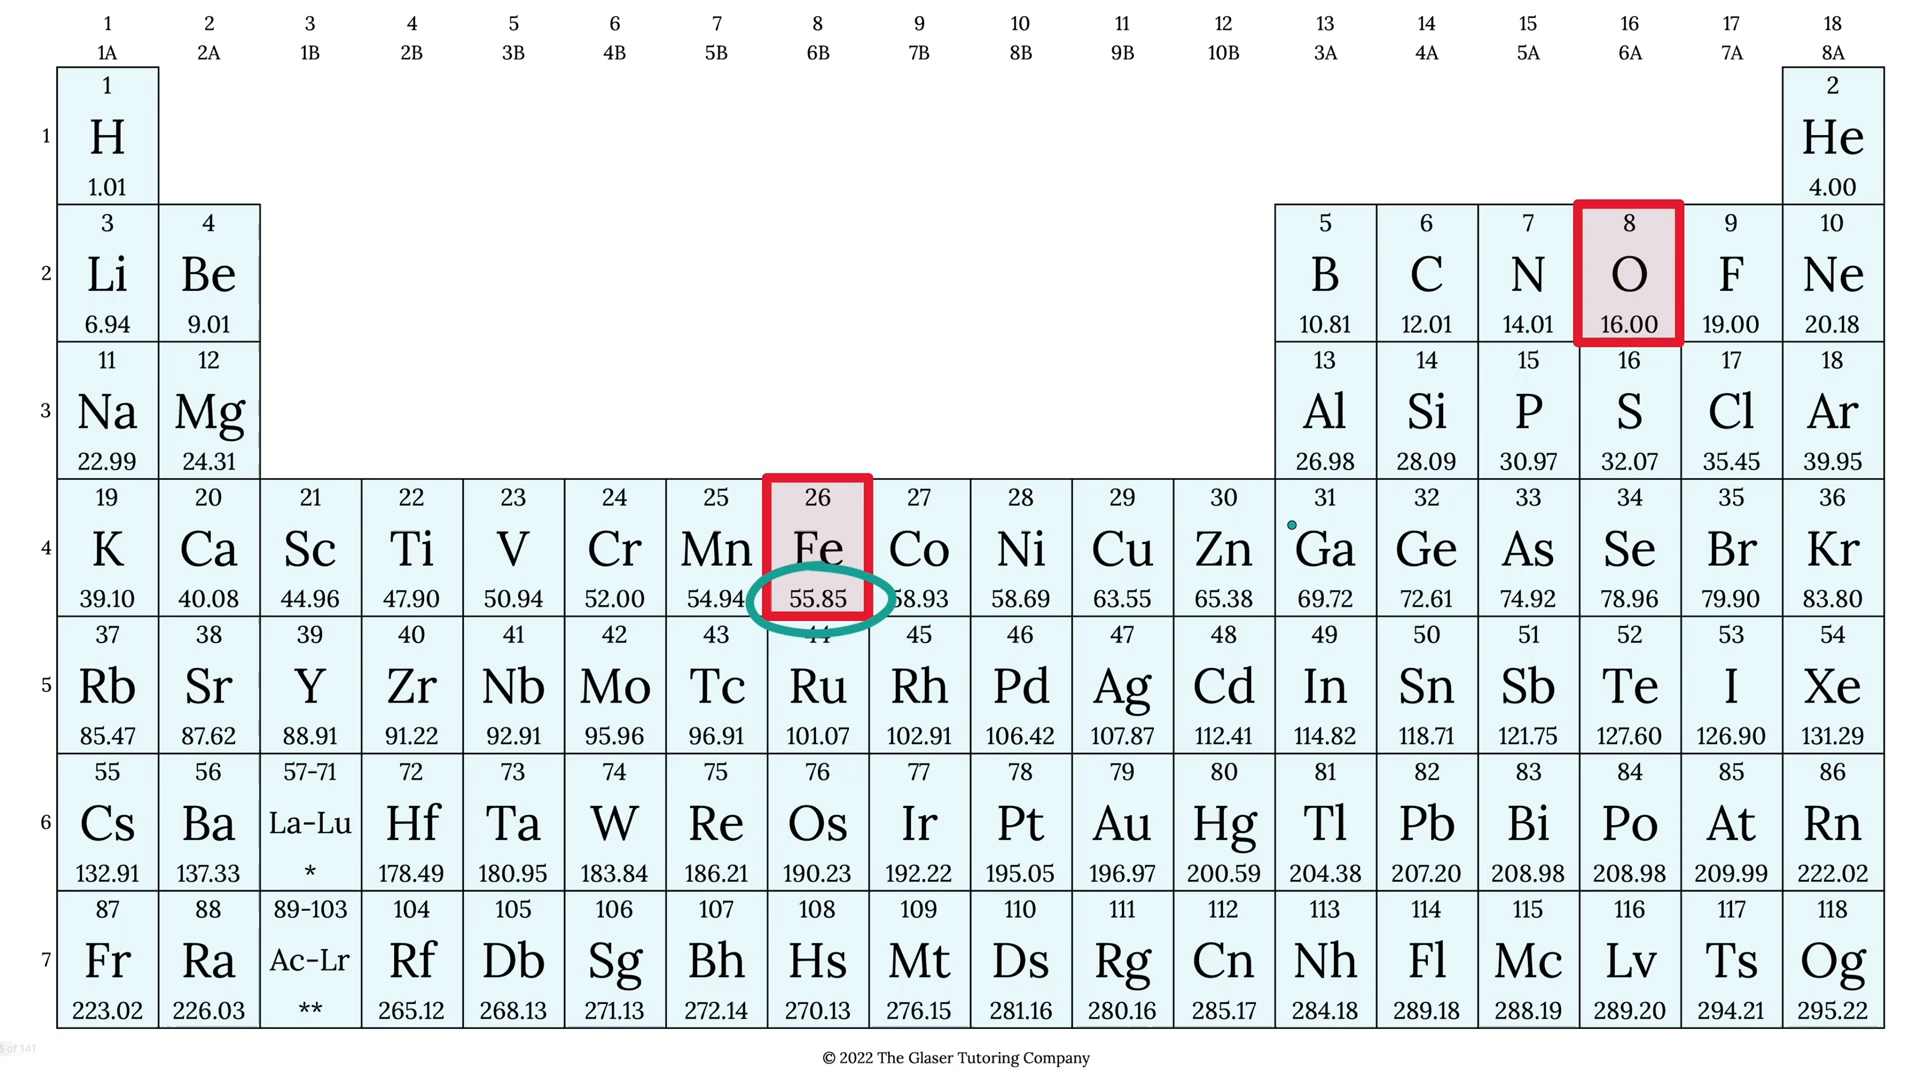 1 2 3 4 5 6 7 8 9 10 11 12 13 14 15 16 17 18
1A 2A 1B 2B 3B 4B 5B 6B 7B 8B 9B 10B 3A 4A 5A 6A 7A 8A
1 2
1 H He
1.01 4.00
3 4 5 6 7 8 9 10
2 Li Be B C N O F Ne
6.94 9.01 10.81 12.01 14.01 16.00 19.00 20.18
11 12 13 14 15 16 17 18
3 Na Mg Al Si P S Cl Ar
22.99 24.31 26.98 28.09 30.97 32.07 35.45 39.95
19 20 21 22 23 24 25 26 27 28 29 30 31 32 33 34 35 36
4 K Ca Sc Ti V Cr Mn Fe Co Ni Cu Zn Ga Ge As Se Br Kr
39.10 40.08 44.96 47.90 50.94 52.00 54.94 55.85 58.93 58.69 63.55 65.38 69.72 72.61 74.92 78.96 79.90 83.80
37 38 39 40 41 42 43 44 45 46 47 48 49 50 51 52 53 54
5 Rb Sr Y Zr Nb Mo Tc Ru Rh Pd Ag Cd In Sn Sb Te I Xe
85.47 87.62 88.91 91.22 92.91 95.96 96.91 101.07 102.91 106.42 107.87 112.41 114.82 118.71 121.75 127.60 126.90 131.29
55 56 57-71 72 73 74 75 76 77 78 79 80 81 82 83 84 85 86
6 Cs Ba La-Lu Hf Ta W Re Os Ir Pt Au Hg Tl Pb Bi Po At Rn
132.91 137.33 * 178.49 180.95 183.84 186.21 190.23 192.22 195.05 196.97 200.59 204.38 207.20 208.98 208.98 209.99 222.02
87 88 89-103 104 105 106 107 108 109 110 111 112 113 114 115 116 117 118
7 Fr Ra Ac-Lr Rf Db Sg Bh Hs Mt Ds Rg Cn Nh Fl Mc Lv Ts Og
223.02 226.03 ** 265.12 268.13 271.13 272.14 270.13 276.15 281.16 280.16 285.17 284.18 289.18 288.19 289.20 294.21 295.22
of 141
© 2022 The Glaser Tutoring Company